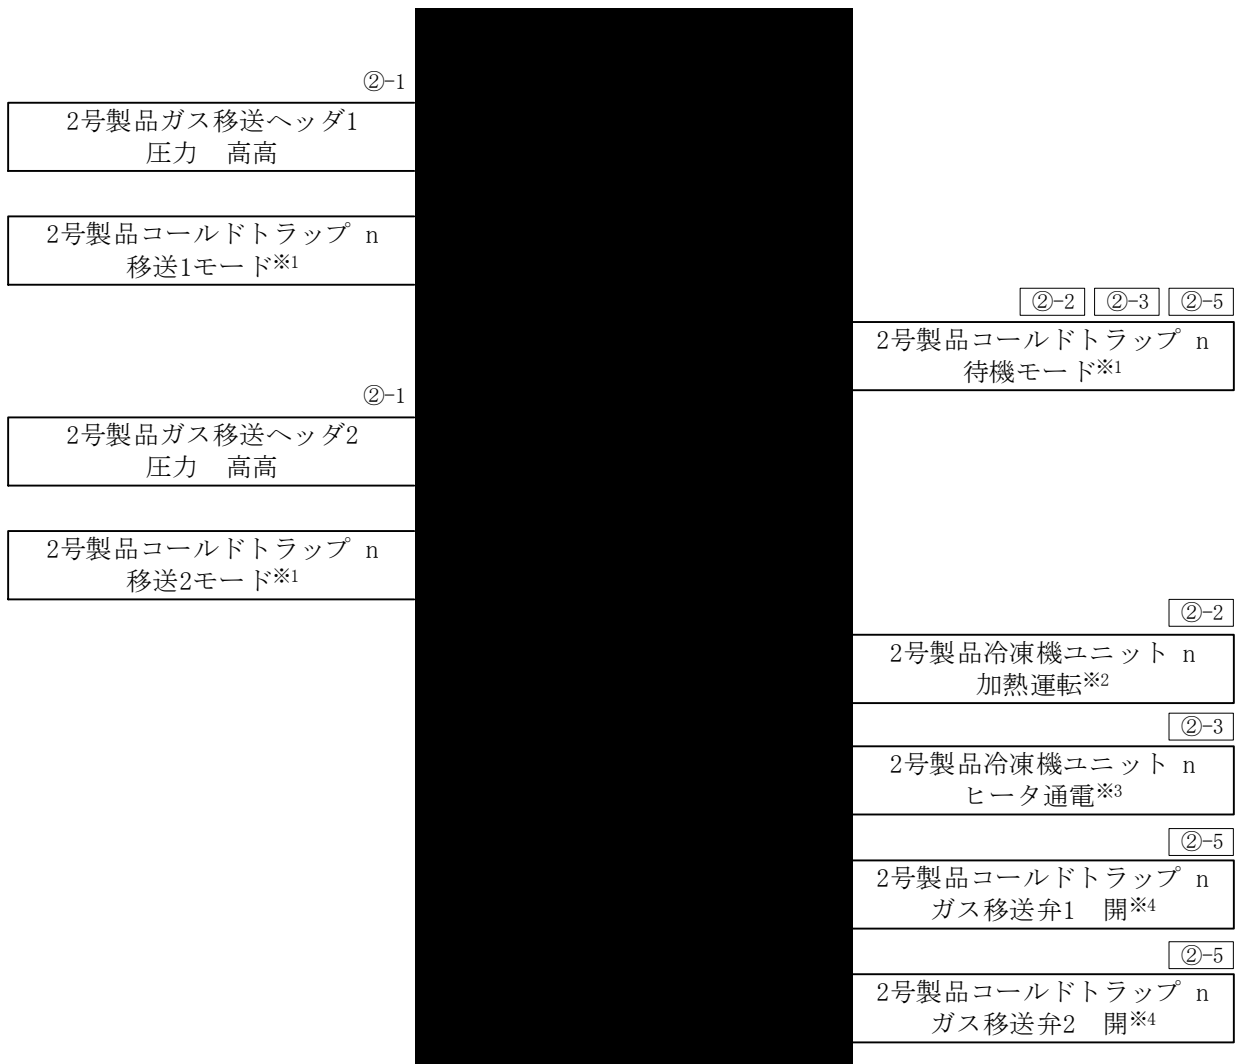 ②-1
2号製品ガス移送ヘッダ1
圧力　高高
2号製品コールドトラップ n
移送1モード※1
②-1
2号製品ガス移送ヘッダ2
圧力　高高
2号製品コールドトラップ n
移送2モード※1
②-2 ②-3 ②-5
2号製品コールドトラップ n
待機モード※1
②-2
2号製品冷凍機ユニット n
加熱運転※2
②-3
2号製品冷凍機ユニット n
ヒータ通電※3
②-5
2号製品コールドトラップ n
ガス移送弁1　開※4
②-5
2号製品コールドトラップ n
ガス移送弁2　開※4